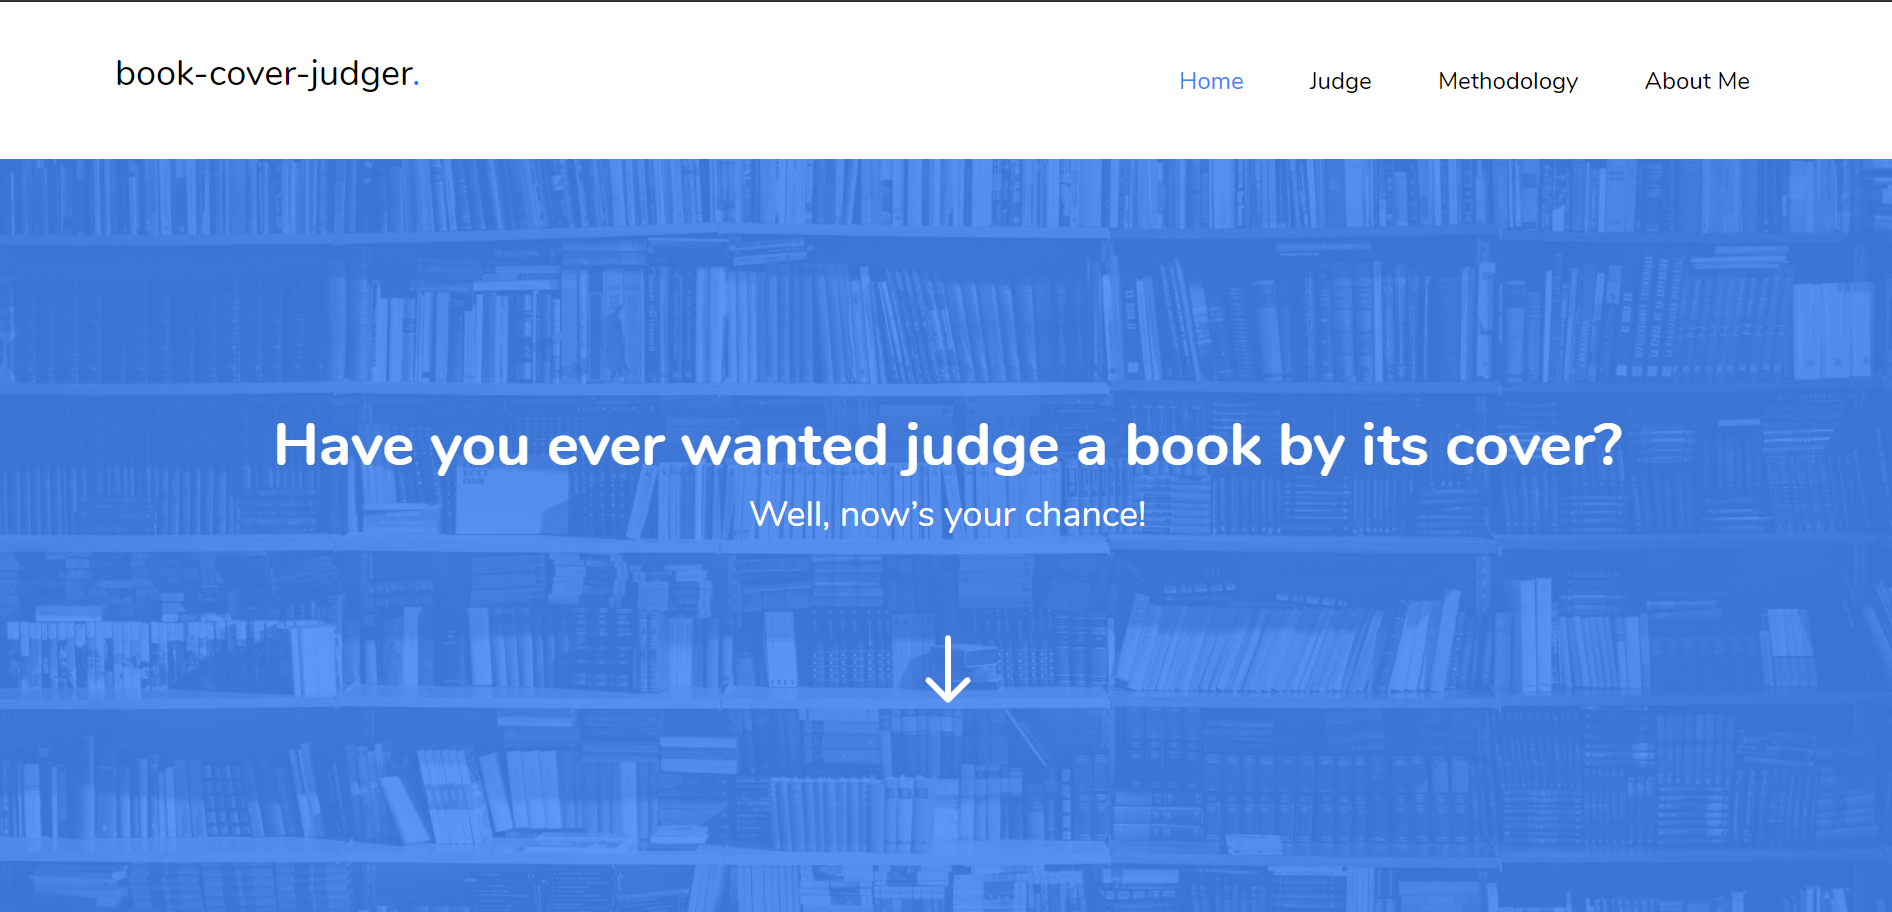 book-cover-judger.
Home Judge Methodology About Me
Have you ever wanted judge a book by its cover?
Well, now's your chance!